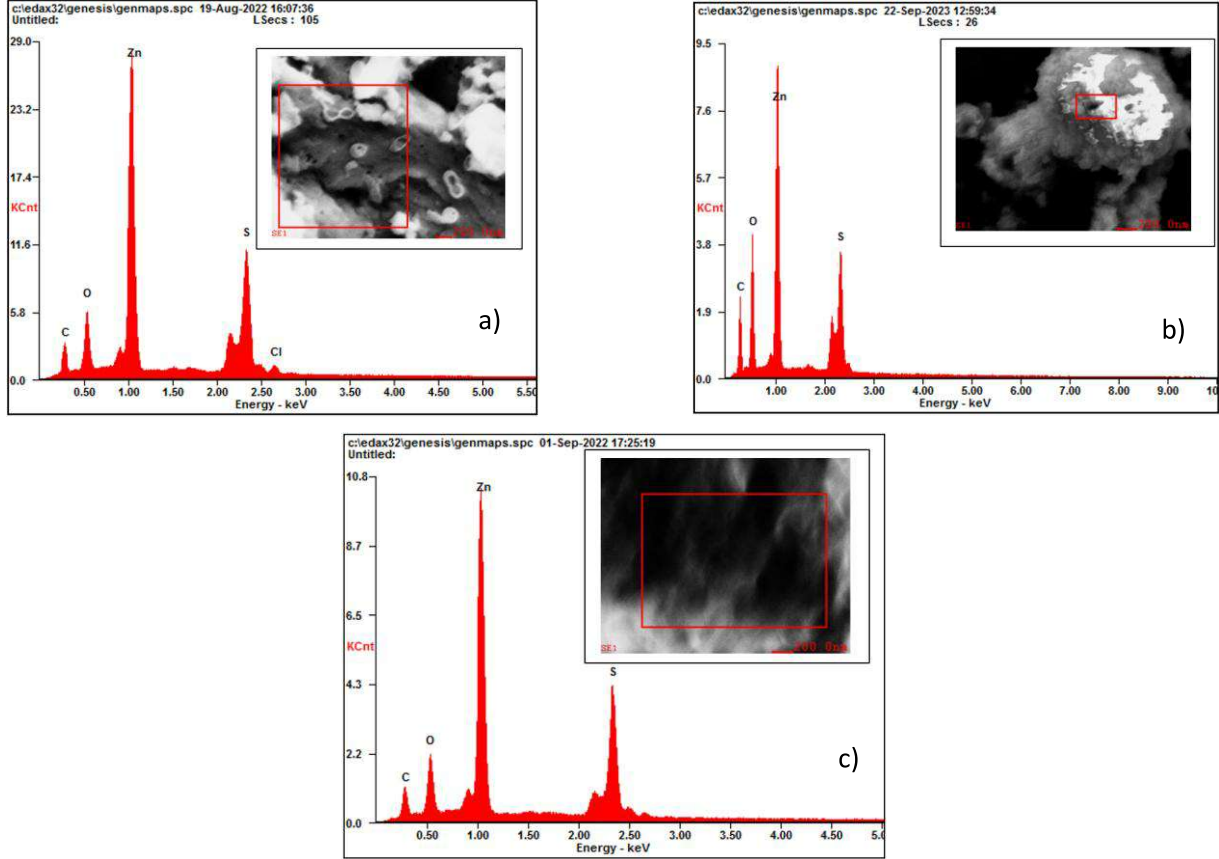 c:\edax32\genesis\genmaps.spc 19-Aug-2022 16:07:36
Untitled: LSecs : 105
29.0
23.2
17.4
KCnt
11.6
5.8
0.0
C
O
Zn
S
Cl
SE1
a)
0.50 1.00 1.50 2.00 2.50 3.00 3.50 4.00 4.50 5.00 5.50
Energy - keV
c:\edax32\genesis\genmaps.spc 22-Sep-2023 12:59:34
LSecs : 26
9.5
7.6
5.7
KCnt
3.8
1.9
0.0
C
O
Zn
S
SE1
b)
1.00 2.00 3.00 4.00 5.00 6.00 7.00 8.00 9.00 10
Energy - keV
c:\edax32\genesis\genmaps.spc 01-Sep-2022 17:25:19
Untitled:
10.8
8.7
6.5
KCnt
4.3
2.2
0.0
C
O
Zn
S
SE1
c)
0.50 1.00 1.50 2.00 2.50 3.00 3.50 4.00 4.50 5.0
Energy - keV